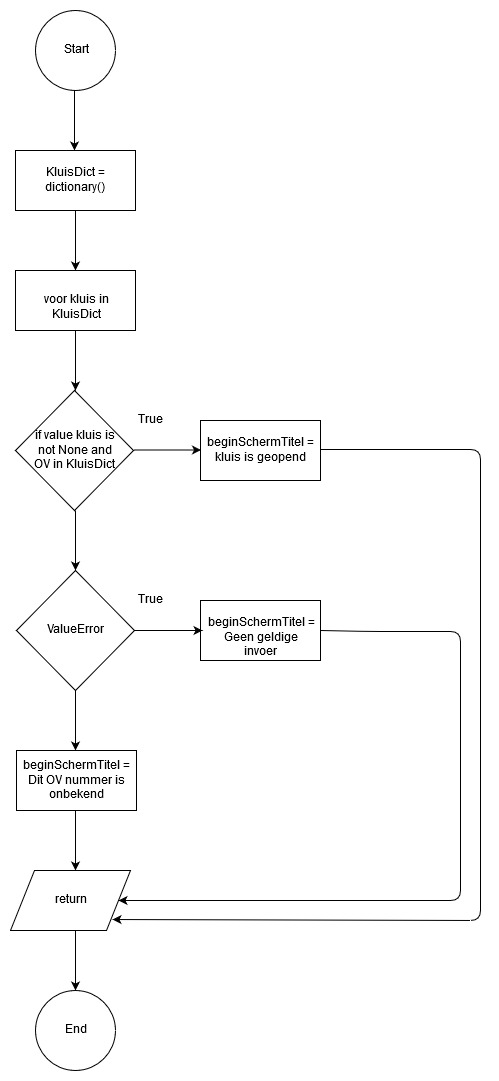 Start
KluisDict =
dictionary()
voor kluis in
KluisDict
if value kluis is
not None and
OV in KluisDict
True
beginSchermTitel =
kluis is geopend
ValueError
True
beginSchermTitel =
Geen geldige
invoer
beginSchermTitel =
Dit OV nummer is
onbekend
return
End